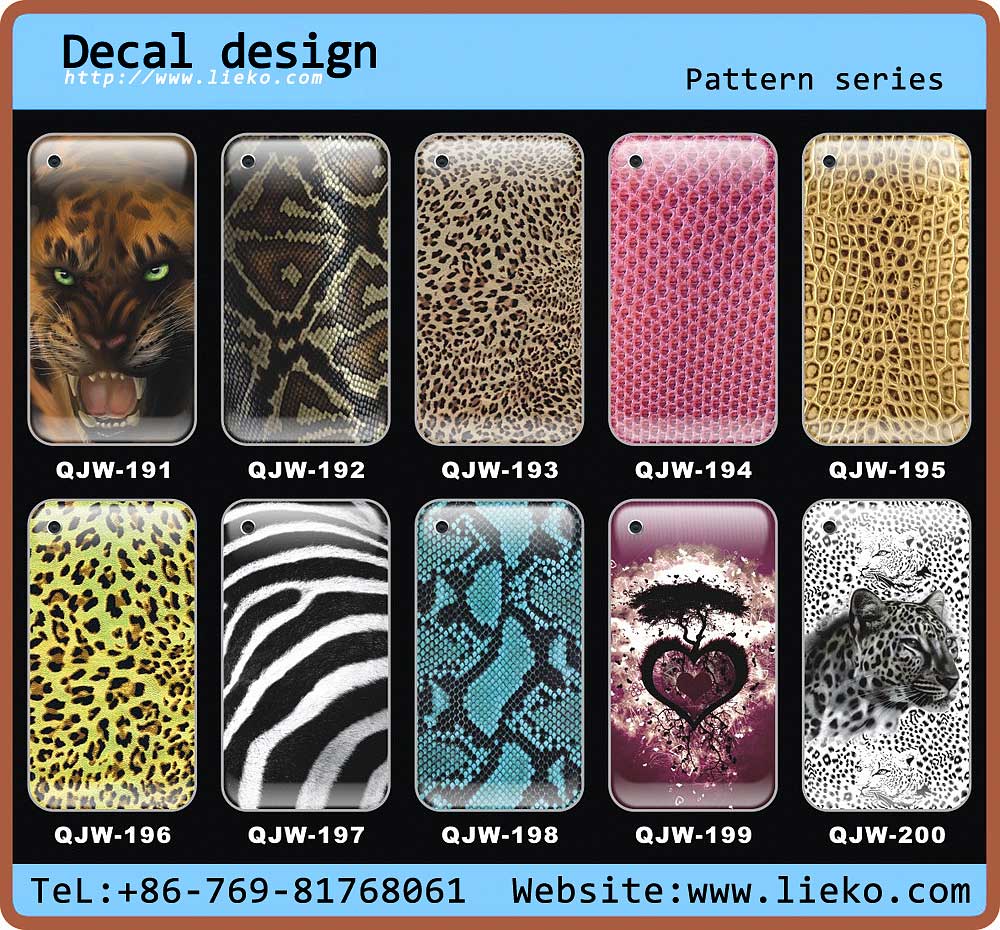 Decal design
http://www.lieko.com
Pattern series
QJW-191 QJW-192 QJW-193 QJW-194 QJW-195
QJW-196 QJW-197 QJW-198 QJW-199 QJW-200
TeL:+86-769-81768061 Website:www.lieko.com